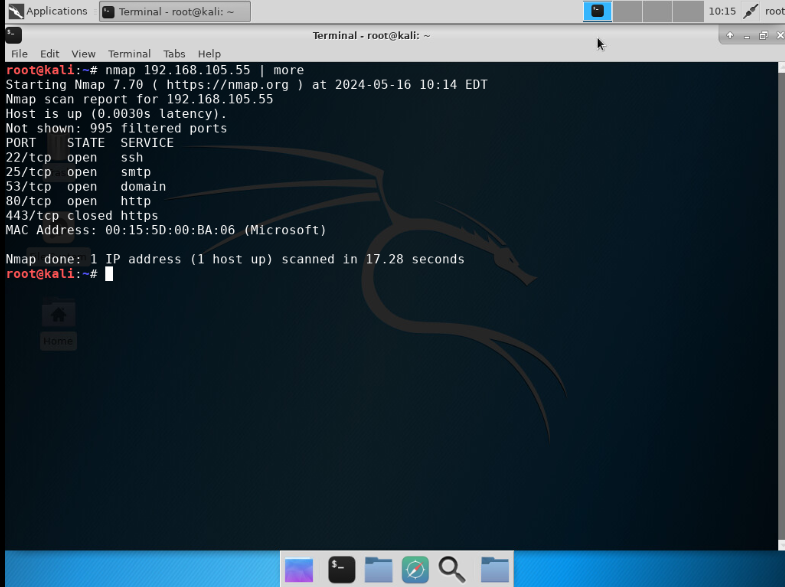 Applications
Terminal - root@kali: ~
10:15
root
Terminal - root@kali: ~
File Edit View Terminal Tabs Help
root@kali:~# nmap 192.168.105.55 | more
Starting Nmap 7.70 ( https://nmap.org ) at 2024-05-16 10:14 EDT
Nmap scan report for 192.168.105.55
Host is up (0.0030s latency).
Not shown: 995 filtered ports
PORT    STATE  SERVICE
22/tcp  open   ssh
25/tcp  open   smtp
53/tcp  open   domain
80/tcp  open   http
443/tcp closed https
MAC Address: 00:15:5D:00:BA:06 (Microsoft)
Nmap done: 1 IP address (1 host up) scanned in 17.28 seconds
root@kali:~#
Home